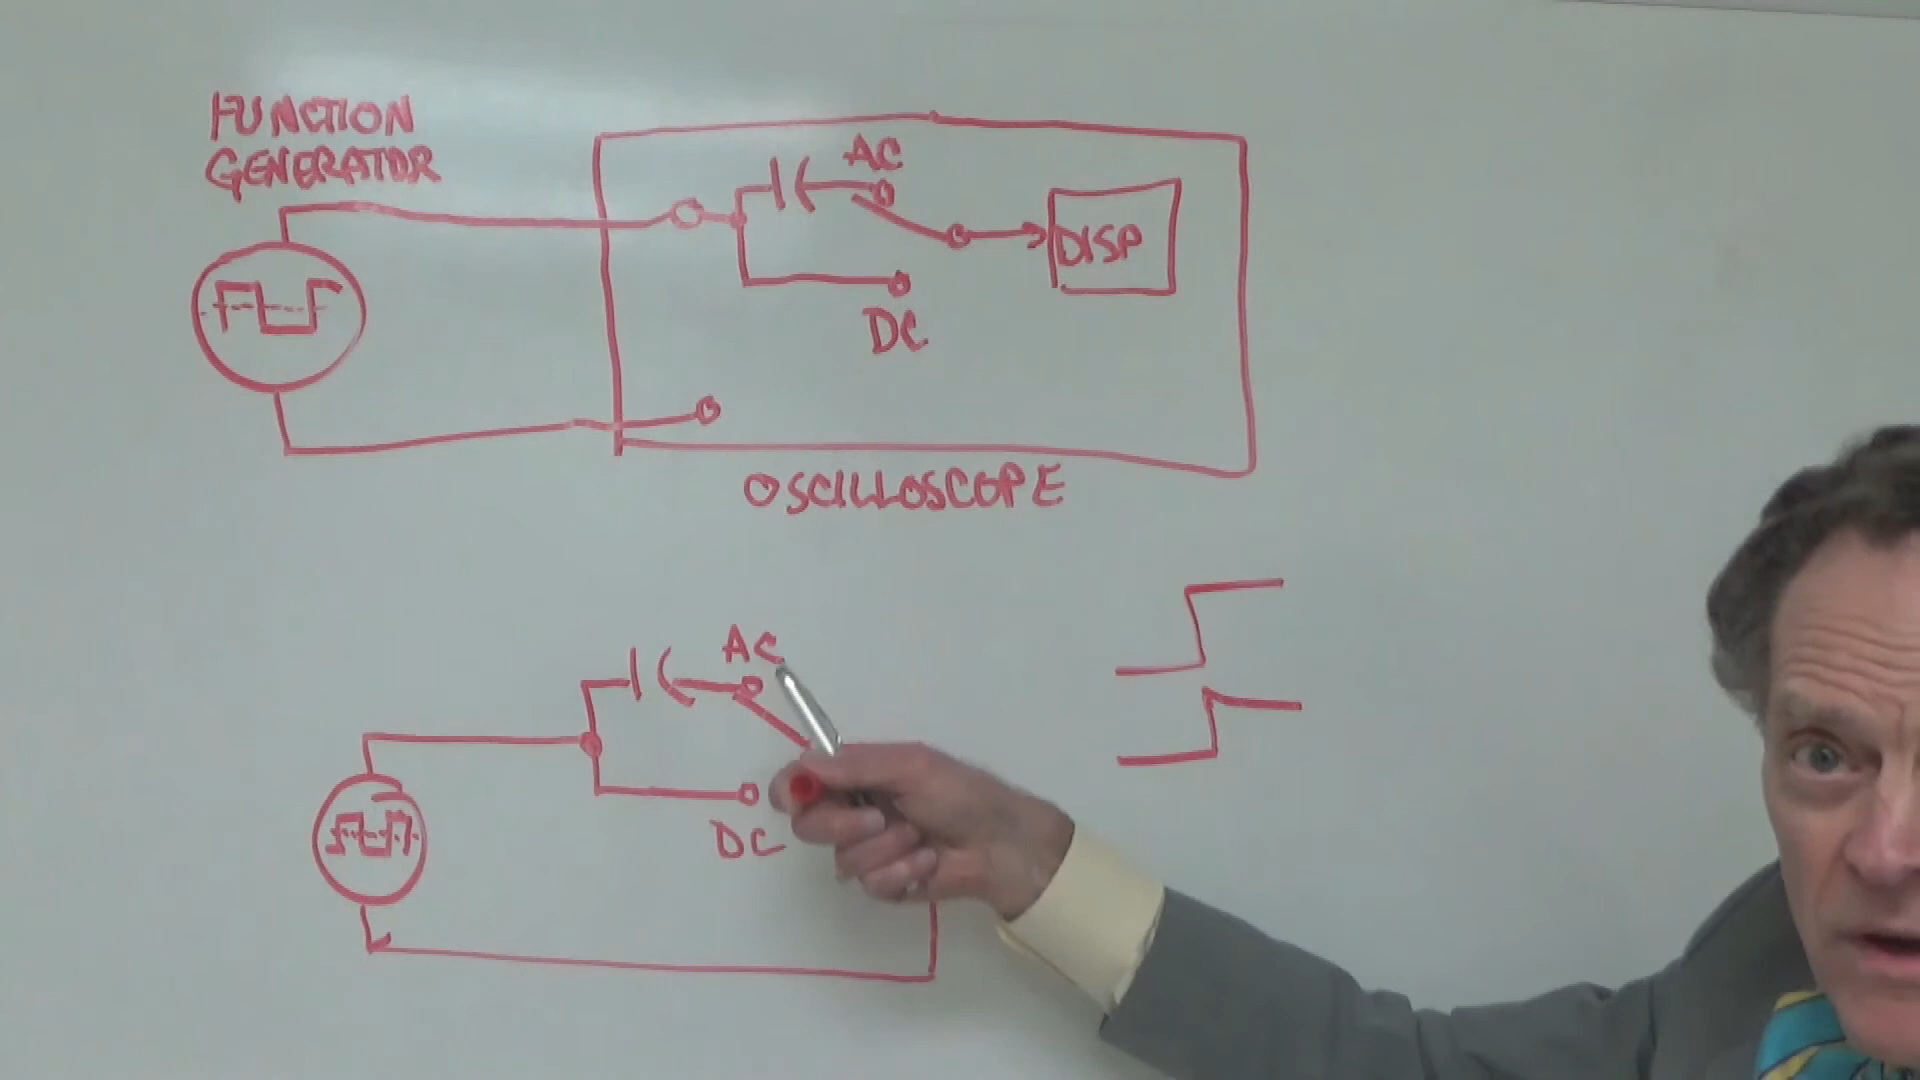 FUNCTION
GENERATOR
AC
DISP
DC
OSCILLOSCOPE
AC
DC